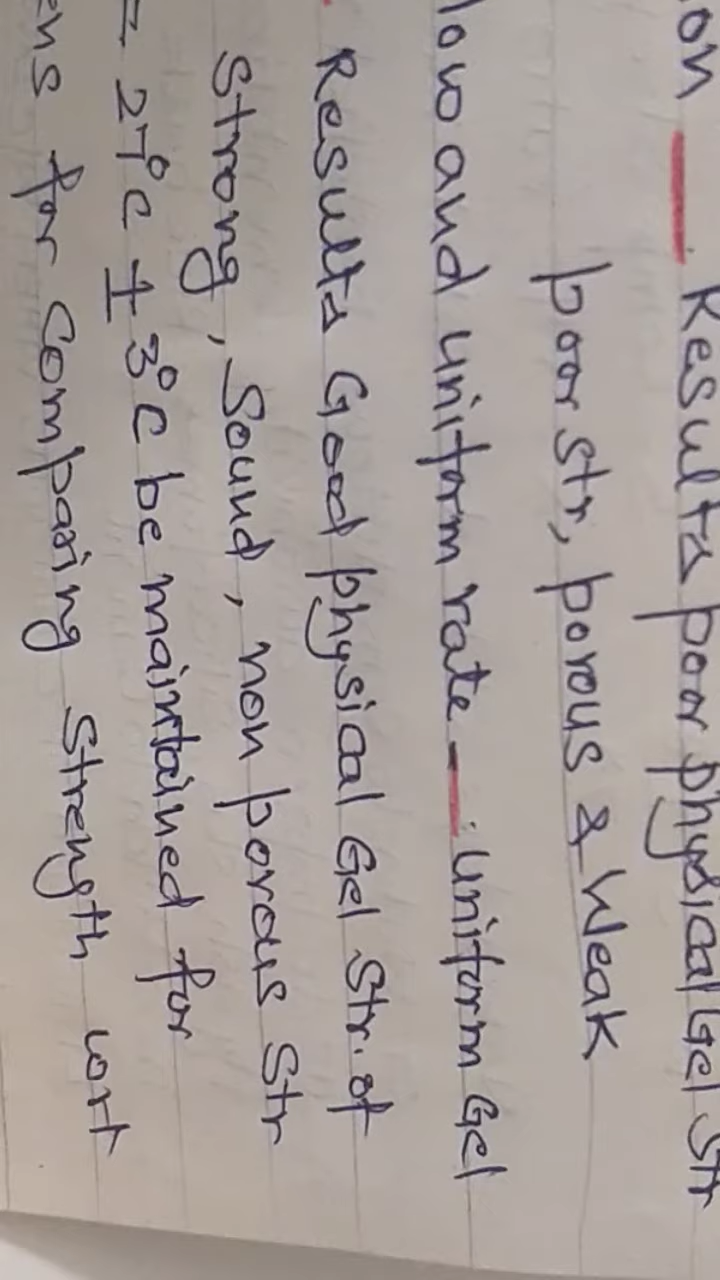 on — Results poor physical Gel Str
poor str, porous & Weak
low and uniform rate — uniform Gel
Results Good physical Gel Str. of
Strong, Sound, non porous Str
= 27°C ± 3°C be maintained for
ens for Comparing Strength wrt